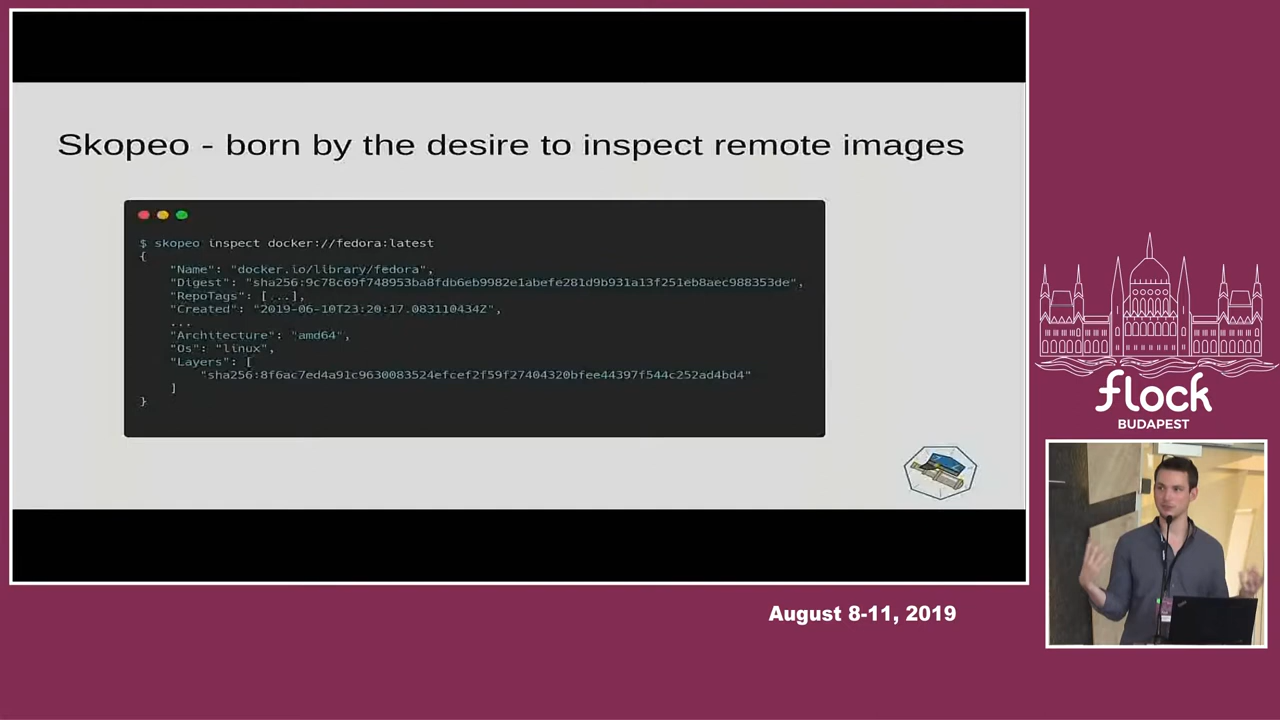 Skopeo - born by the desire to inspect remote images
$ skopeo inspect docker://fedora:latest
{
"Name": "docker.io/library/fedora",
"Digest": "sha256:9c78c69f748953ba8fdb6eb9982e1abefe281d9b931a13f251eb8aec988353de",
"RepoTags": [ ...],
"Created": "2019-06-10T23:20:17.083110434Z",
...
"Architecture": "amd64",
"Os": "linux",
"Layers": [
"sha256:8f6ac7ed4a91c9630083524efcef2f59f27404320bfee44397f544c252ad4bd4"
]
}
flock
BUDAPEST
August 8-11, 2019